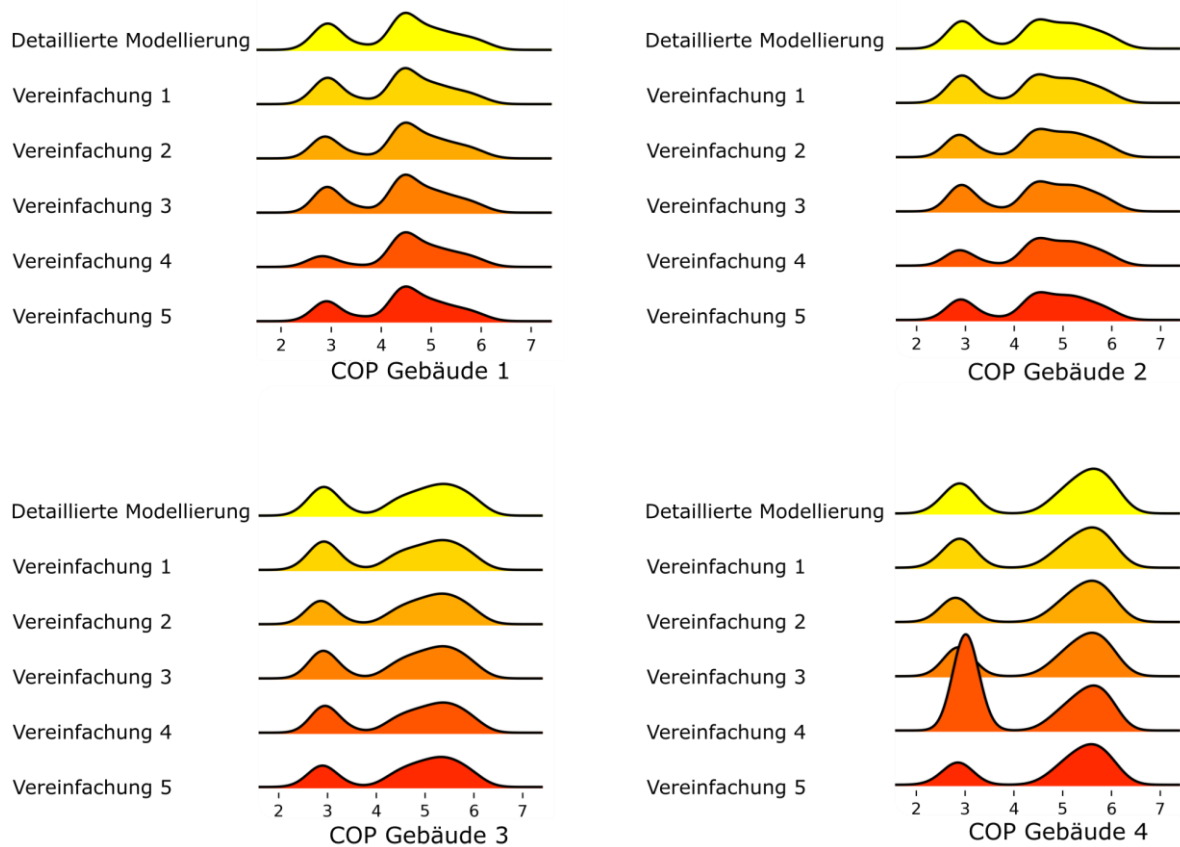 Detaillierte Modellierung
Vereinfachung 1
Vereinfachung 2
Vereinfachung 3
Vereinfachung 4
Vereinfachung 5
2 3 4 5 6 7
COP Gebäude 1
Detaillierte Modellierung
Vereinfachung 1
Vereinfachung 2
Vereinfachung 3
Vereinfachung 4
Vereinfachung 5
2 3 4 5 6 7
COP Gebäude 2
Detaillierte Modellierung
Vereinfachung 1
Vereinfachung 2
Vereinfachung 3
Vereinfachung 4
Vereinfachung 5
2 3 4 5 6 7
COP Gebäude 3
Detaillierte Modellierung
Vereinfachung 1
Vereinfachung 2
Vereinfachung 3
Vereinfachung 4
Vereinfachung 5
2 3 4 5 6 7
COP Gebäude 4